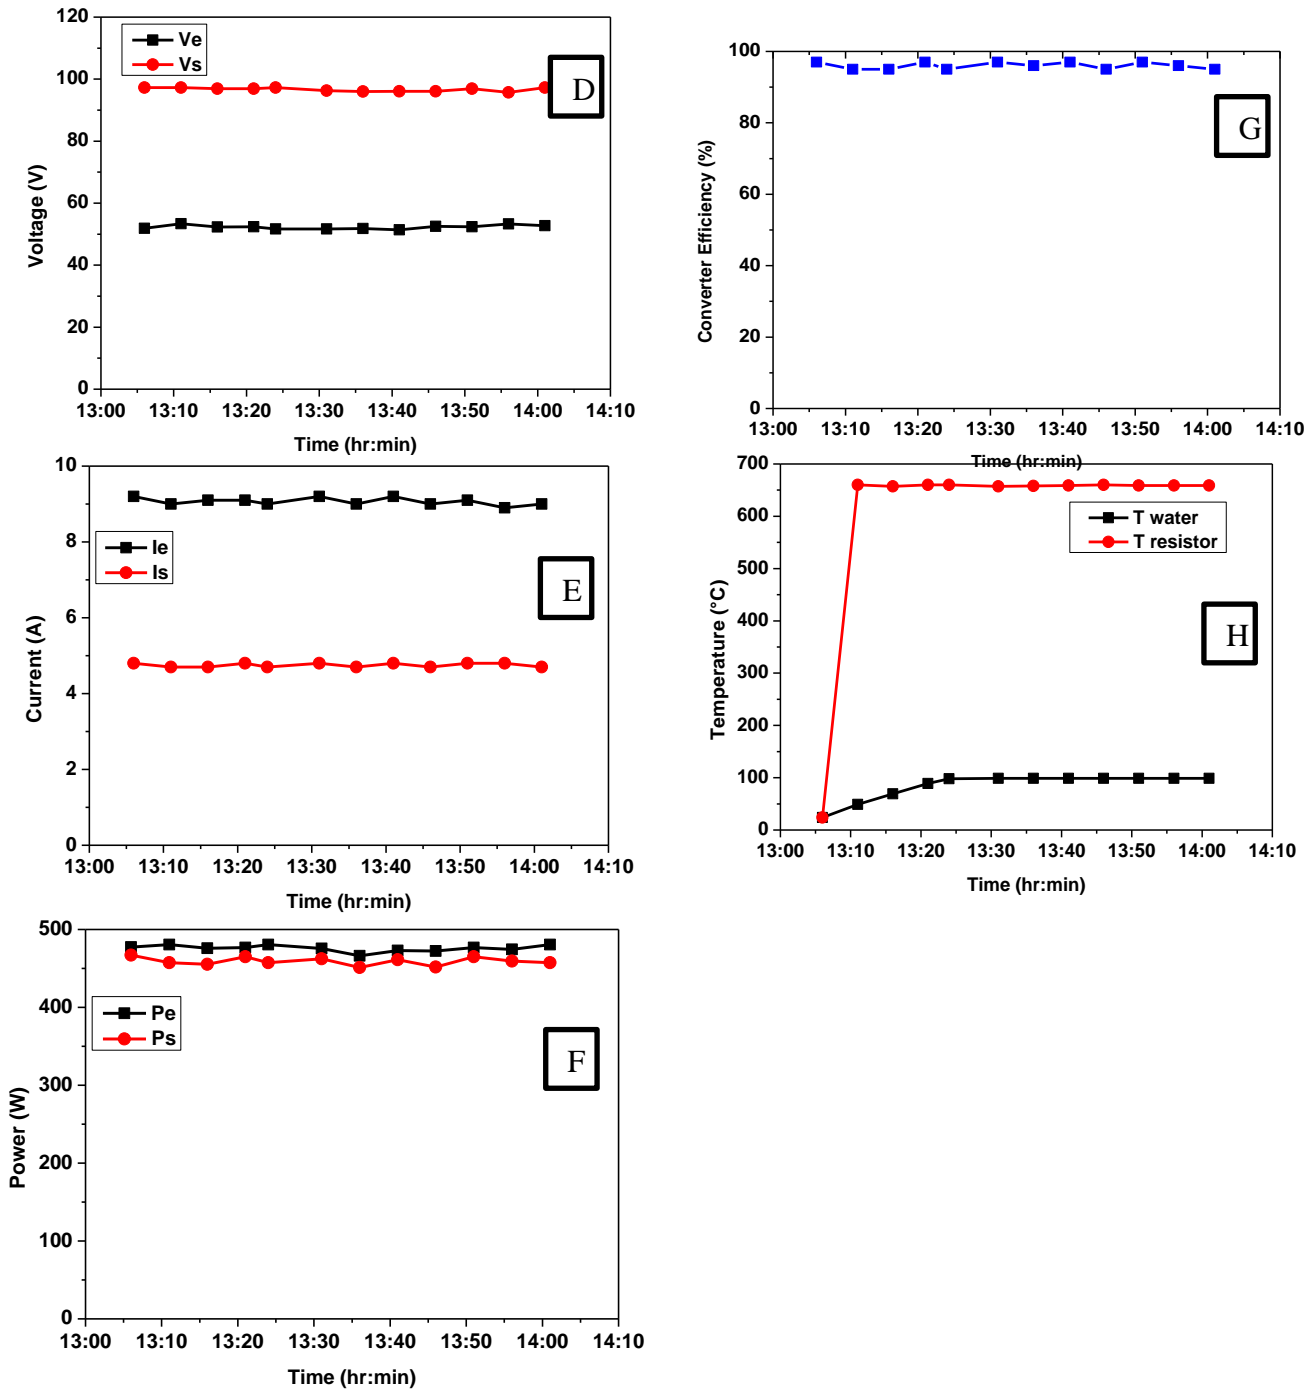 120
100
80
60
40
20
0
Voltage (V)
Ve
Vs
D
13:00 13:10 13:20 13:30 13:40 13:50 14:00 14:10
Time (hr:min)
100
80
60
40
20
0
Converter Efficiency (%)
G
13:00 13:10 13:20 13:30 13:40 13:50 14:00 14:10
Time (hr:min)
10
8
6
4
2
0
Current (A)
Ie
Is
E
13:00 13:10 13:20 13:30 13:40 13:50 14:00 14:10
Time (hr:min)
700
600
500
400
300
200
100
0
Temperature (°C)
T water
T resistor
H
13:00 13:10 13:20 13:30 13:40 13:50 14:00 14:10
Time (hr:min)
500
400
300
200
100
0
Power (W)
Pe
Ps
F
13:00 13:10 13:20 13:30 13:40 13:50 14:00 14:10
Time (hr:min)